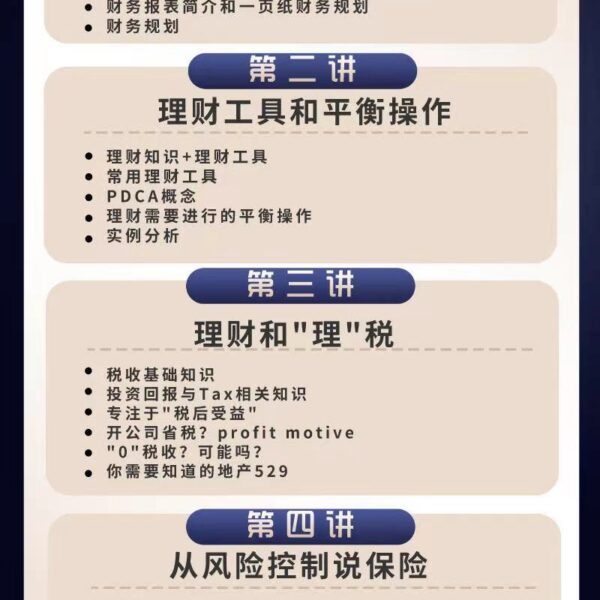 财务报表简介和一页纸财务规划
财务规划
第二讲
理财工具和平衡操作
理财知识+理财工具
常用理财工具
PDCA概念
理财需要进行的平衡操作
实例分析
第三讲
理财和"理"税
税收基础知识
投资回报与Tax相关知识
专注于"税后受益"
开公司省税？profit motive
"0"税收？可能吗？
你需要知道的地产529
第四讲
从风险控制说保险